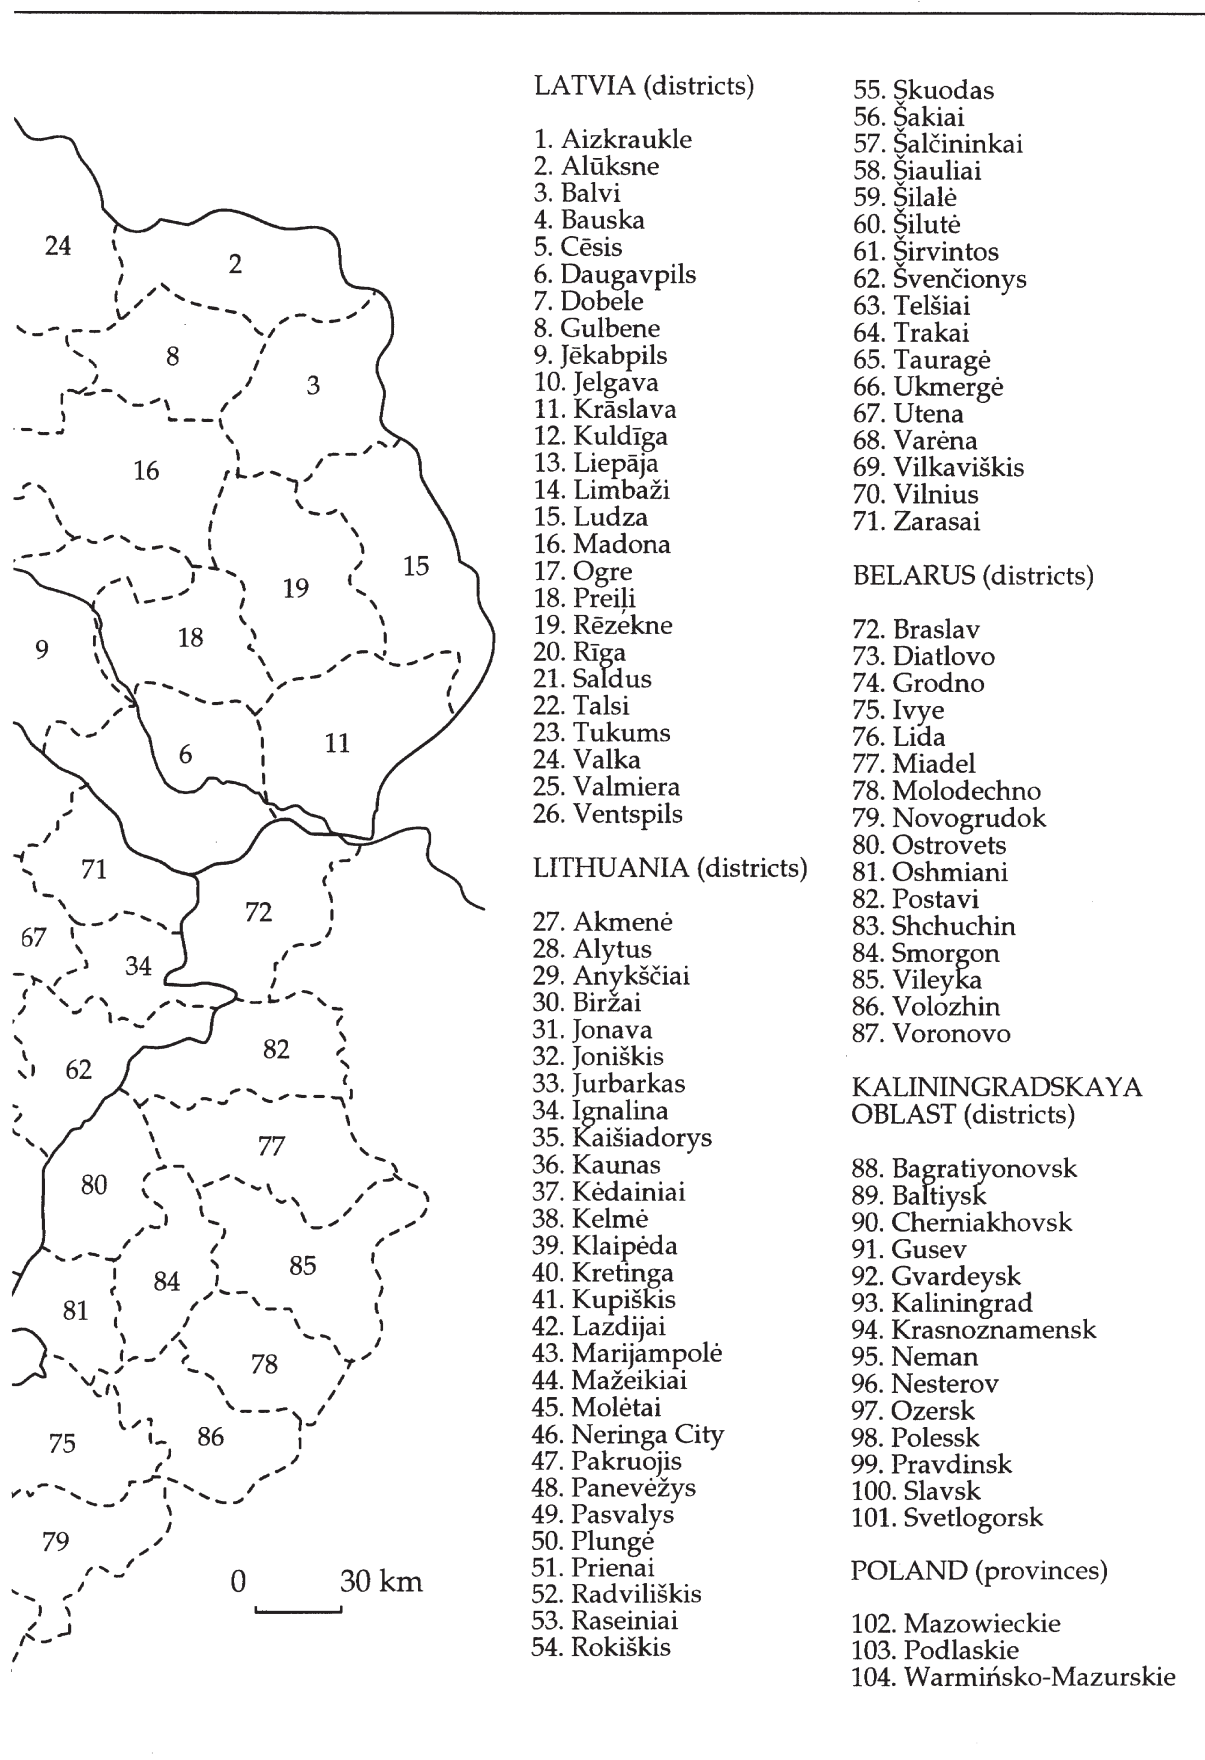 24
2
8
3
16
15
19
18
9
6
11
71
72
67
34
62
82
77
80
84
85
81
78
75
86
79
0 30 km
LATVIA (districts)
1. Aizkraukle
2. Alūksne
3. Balvi
4. Bauska
5. Cēsis
6. Daugavpils
7. Dobele
8. Gulbene
9. Jēkabpils
10. Jelgava
11. Krāslava
12. Kuldīga
13. Liepāja
14. Limbaži
15. Ludza
16. Madona
17. Ogre
18. Preiļi
19. Rēzekne
20. Rīga
21. Saldus
22. Talsi
23. Tukums
24. Valka
25. Valmiera
26. Ventspils
LITHUANIA (districts)
27. Akmenė
28. Alytus
29. Anykščiai
30. Biržai
31. Jonava
32. Joniškis
33. Jurbarkas
34. Ignalina
35. Kaišiadorys
36. Kaunas
37. Kėdainiai
38. Kelmė
39. Klaipėda
40. Kretinga
41. Kupiškis
42. Lazdijai
43. Marijampolė
44. Mažeikiai
45. Molėtai
46. Neringa City
47. Pakruojis
48. Panevėžys
49. Pasvalys
50. Plungė
51. Prienai
52. Radviliškis
53. Raseiniai
54. Rokiškis
55. Skuodas
56. Šakiai
57. Šalčininkai
58. Šiauliai
59. Šilalė
60. Šilutė
61. Širvintos
62. Švenčionys
63. Telšiai
64. Trakai
65. Tauragė
66. Ukmergė
67. Utena
68. Varėna
69. Vilkaviškis
70. Vilnius
71. Zarasai
BELARUS (districts)
72. Braslav
73. Diatlovo
74. Grodno
75. Ivye
76. Lida
77. Miadel
78. Molodechno
79. Novogrudok
80. Ostrovets
81. Oshmiani
82. Postavi
83. Shchuchin
84. Smorgon
85. Vileyka
86. Volozhin
87. Voronovo
KALININGRADSKAYA
OBLAST (districts)
88. Bagratiyonovsk
89. Baltiysk
90. Cherniakhovsk
91. Gusev
92. Gvardeysk
93. Kaliningrad
94. Krasnoznamensk
95. Neman
96. Nesterov
97. Ozersk
98. Polessk
99. Pravdinsk
100. Slavsk
101. Svetlogorsk
POLAND (provinces)
102. Mazowieckie
103. Podlaskie
104. Warmińsko-Mazurskie